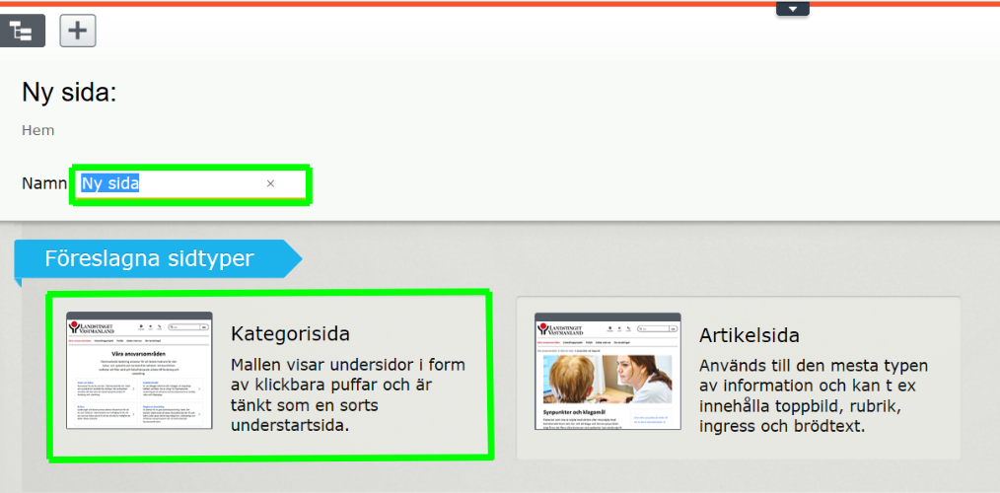 Ny sida:
Hem
Namn Ny sida ×
Föreslagna sidtyper
LANDSTINGET
VÄSTMANLAND
Våra ansvarsområden
Kategorisida
Mallen visar undersidor i form
av klickbara puffar och är
tänkt som en sorts
understartsida.
LANDSTINGET
VÄSTMANLAND
Synpunkter och klagomål
Artikelsida
Används till den mesta typen
av information och kan t ex
innehålla toppbild, rubrik,
ingress och brödtext.